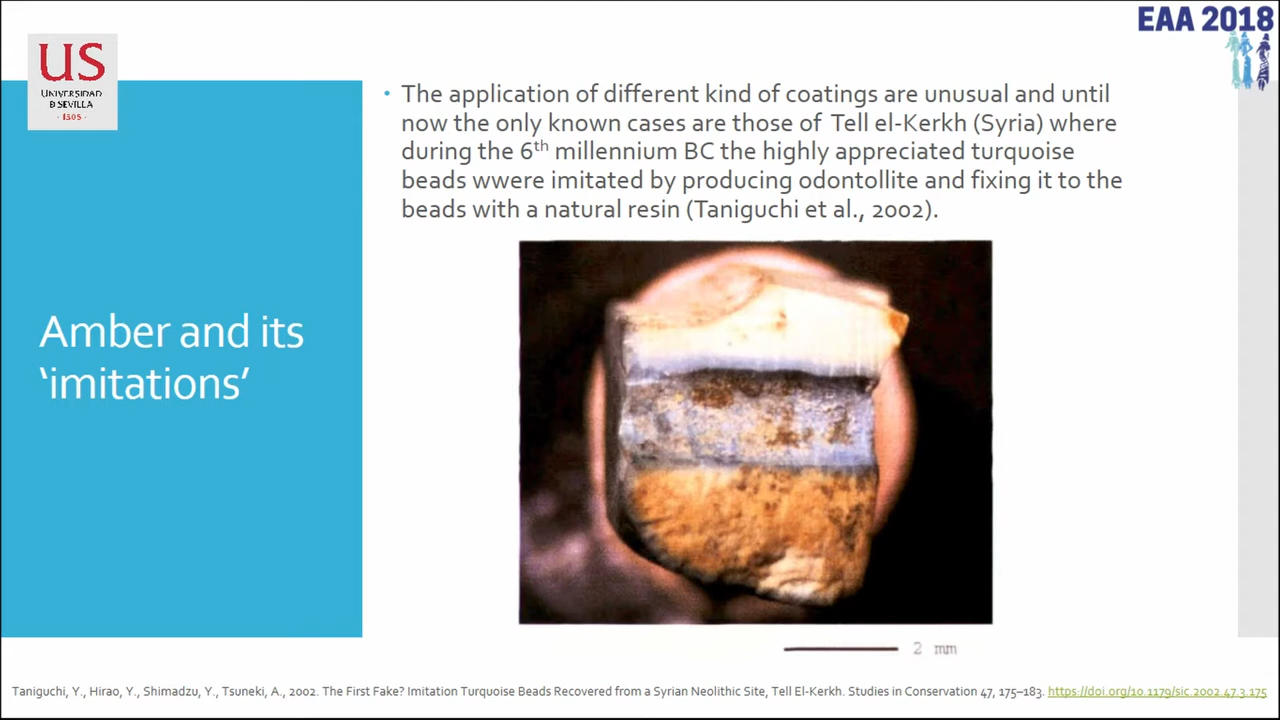 EAA 2018
US
UNIVERSIDAD
D SEVILLA
· 1505 ·
• The application of different kind of coatings are unusual and until
now the only known cases are those of Tell el-Kerkh (Syria) where
during the 6th millennium BC the highly appreciated turquoise
beads wwere imitated by producing odontollite and fixing it to the
beads with a natural resin (Taniguchi et al., 2002).
Amber and its
‘imitations’
2 mm
Taniguchi, Y., Hirao, Y., Shimadzu, Y., Tsuneki, A., 2002. The First Fake? Imitation Turquoise Beads Recovered from a Syrian Neolithic Site, Tell El-Kerkh. Studies in Conservation 47, 175–183. https://doi.org/10.1179/sic.2002.47.3.175